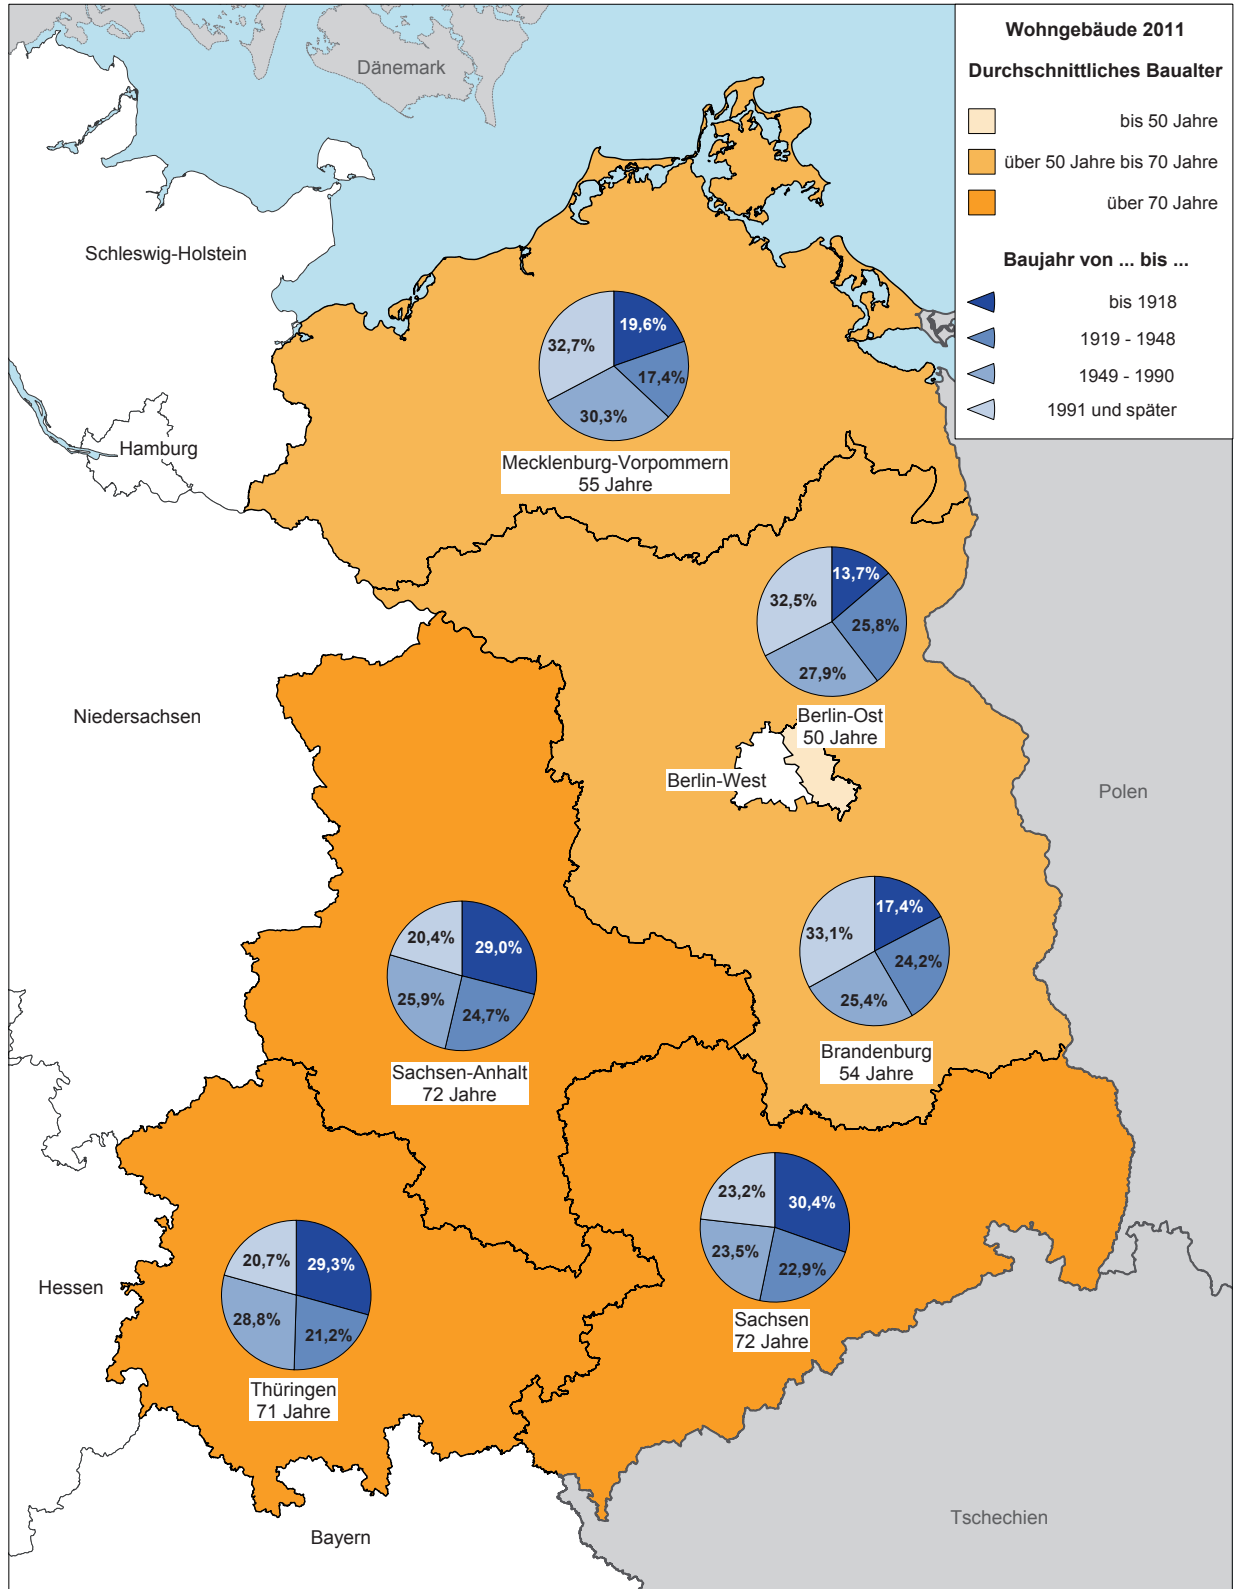 Wohngebäude 2011
Durchschnittliches Baualter
bis 50 Jahre
über 50 Jahre bis 70 Jahre
über 70 Jahre
Baujahr von ... bis ...
bis 1918
1919 - 1948
1949 - 1990
1991 und später
Dänemark
Schleswig-Holstein
Hamburg
32,7%
19,6%
17,4%
30,3%
Mecklenburg-Vorpommern
55 Jahre
13,7%
32,5%
25,8%
27,9%
Berlin-Ost
50 Jahre
Berlin-West
Niedersachsen
Polen
17,4%
33,1%
24,2%
25,4%
Brandenburg
54 Jahre
20,4%
29,0%
25,9%
24,7%
Sachsen-Anhalt
72 Jahre
23,2%
30,4%
23,5%
22,9%
Sachsen
72 Jahre
20,7%
29,3%
28,8%
21,2%
Thüringen
71 Jahre
Hessen
Bayern
Tschechien